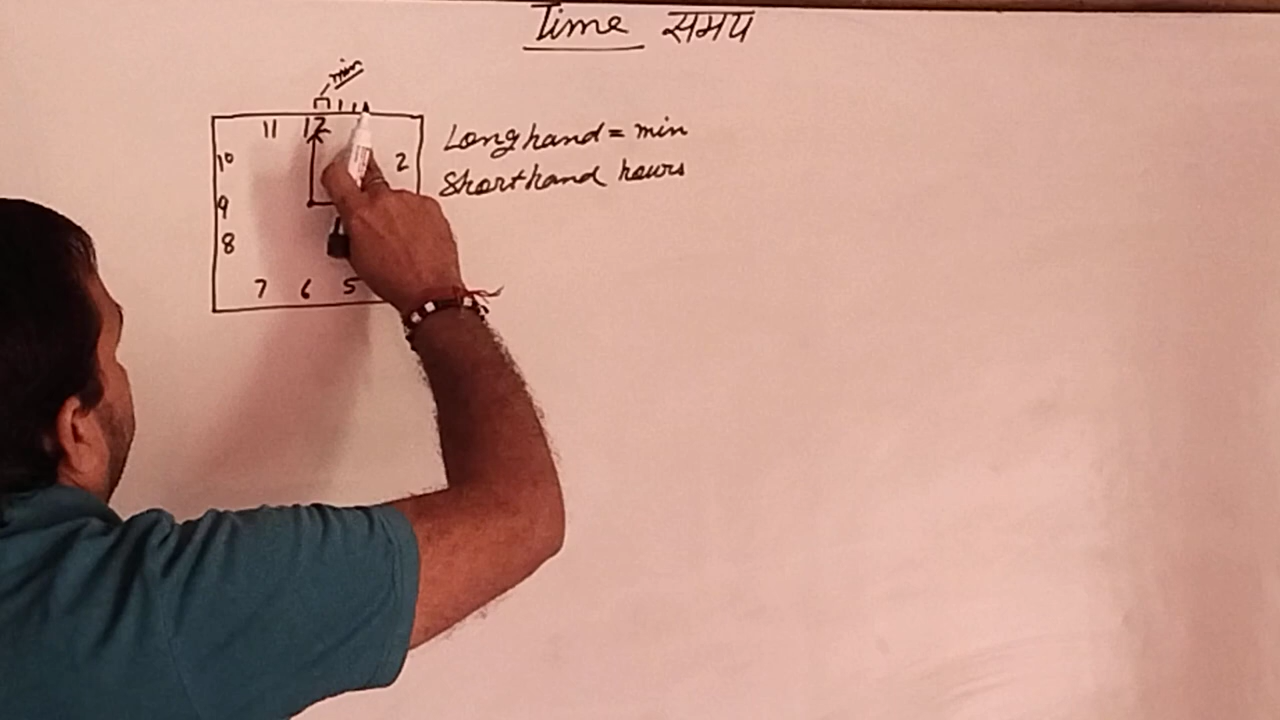 Time समय
min
11 12
10 2
9
8
7 6 5
Long hand = min
Short hand hours